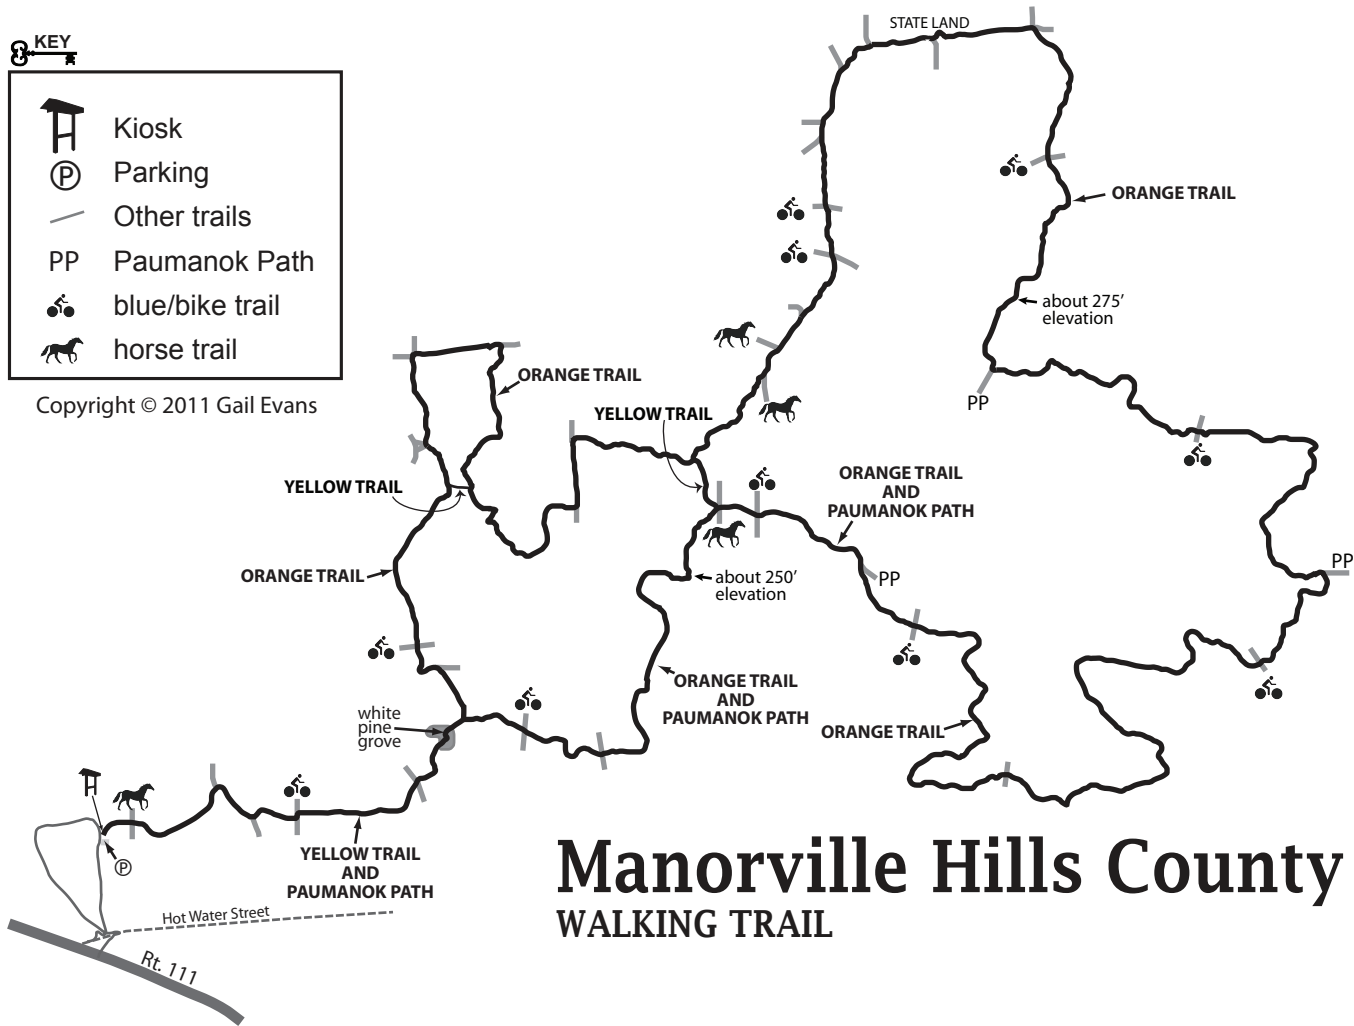 KEY
Kiosk
P
Parking
Other trails
PP
Paumanok Path
blue/bike trail
horse trail
Copyright © 2011 Gail Evans
STATE LAND
ORANGE TRAIL
about 275'
elevation
PP
ORANGE TRAIL
YELLOW TRAIL
YELLOW TRAIL
ORANGE TRAIL
AND
PAUMANOK PATH
PP
PP
ORANGE TRAIL
about 250'
elevation
ORANGE TRAIL
AND
PAUMANOK PATH
ORANGE TRAIL
white
pine
grove
P
YELLOW TRAIL
AND
PAUMANOK PATH
Hot Water Street
Rt. 111
Manorville Hills County
WALKING TRAIL